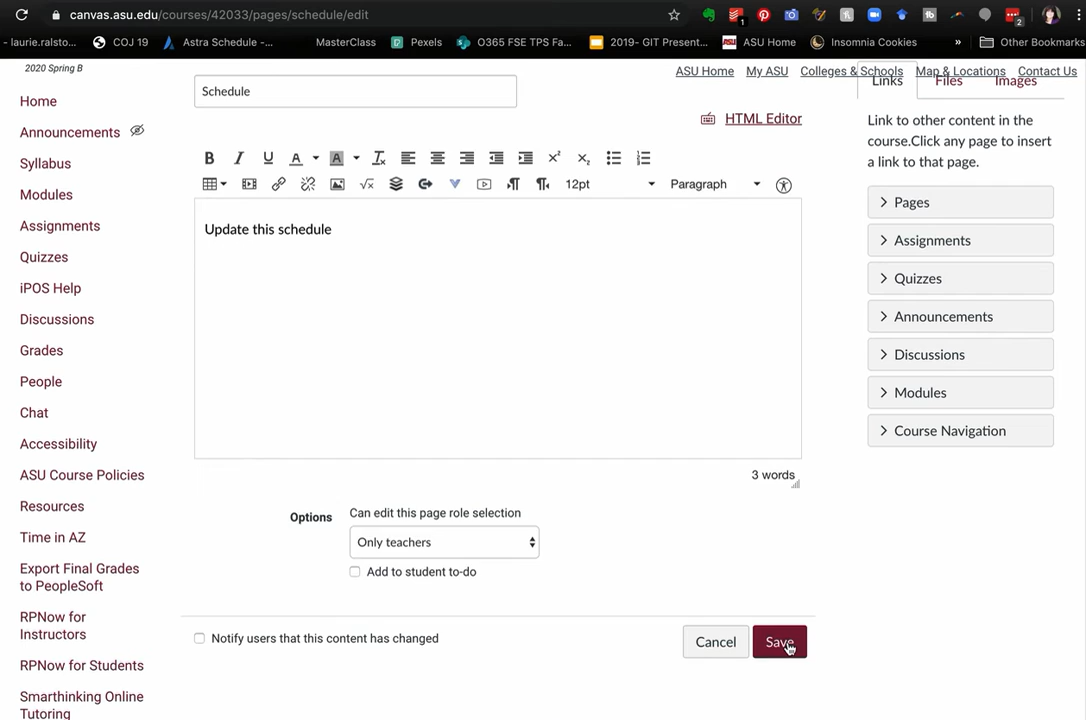 canvas.asu.edu/courses/42033/pages/schedule/edit
1
2
- laurie.ralsto...
COJ 19
Astra Schedule -...
MasterClass
Pexels
O365 FSE TPS Fa...
2019- GIT Present...
ASU Home
Insomnia Cookies
»
Other Bookmarks
2020 Spring B
ASU Home
My ASU
Colleges & Schools
Map & Locations
Contact Us
Home
Announcements
Syllabus
Modules
Assignments
Quizzes
iPOS Help
Discussions
Grades
People
Chat
Accessibility
ASU Course Policies
Resources
Time in AZ
Export Final Grades
to PeopleSoft
RPNow for
Instructors
RPNow for Students
Smarthinking Online
Tutoring
Schedule
HTML Editor
B I U A A
12pt
Paragraph
Update this schedule
3 words
Options
Can edit this page role selection
Only teachers
Add to student to-do
Notify users that this content has changed
Cancel
Save
Links
Files
Images
Link to other content in the
course.Click any page to insert
a link to that page.
Pages
Assignments
Quizzes
Announcements
Discussions
Modules
Course Navigation